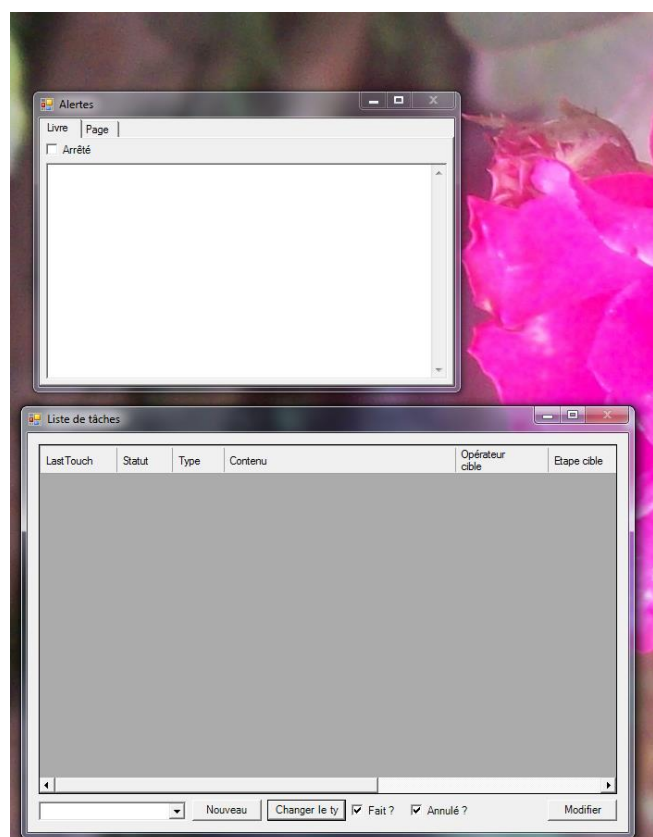 Alertes
Livre Page
Arrêté
Liste de tâches
LastTouch Statut Type Contenu Opérateur cible Etape cible
Nouveau Changer le ty Fait ? Annulé ? Modifier